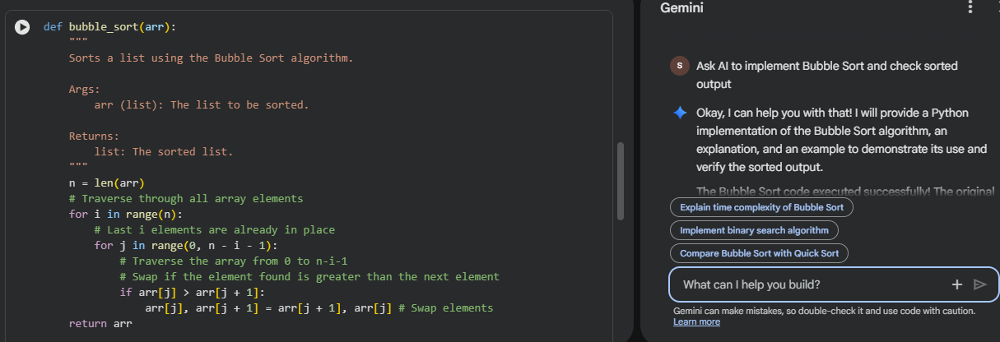 def bubble_sort(arr):
    """
    Sorts a list using the Bubble Sort algorithm.

    Args:
        arr (list): The list to be sorted.

    Returns:
        list: The sorted list.
    """
    n = len(arr)
    # Traverse through all array elements
    for i in range(n):
        # Last i elements are already in place
        for j in range(0, n - i - 1):
            # Traverse the array from 0 to n-i-1
            # Swap if the element found is greater than the next element
            if arr[j] > arr[j + 1]:
                arr[j], arr[j + 1] = arr[j + 1], arr[j] # Swap elements
    return arr
Gemini
S
Ask AI to implement Bubble Sort and check sorted
output
Okay, I can help you with that! I will provide a Python
implementation of the Bubble Sort algorithm, an
explanation, and an example to demonstrate its use and
verify the sorted output.
The Bubble Sort code executed successfully! The original
Explain time complexity of Bubble Sort
Implement binary search algorithm
Compare Bubble Sort with Quick Sort
What can I help you build?
Gemini can make mistakes, so double-check it and use code with caution.
Learn more